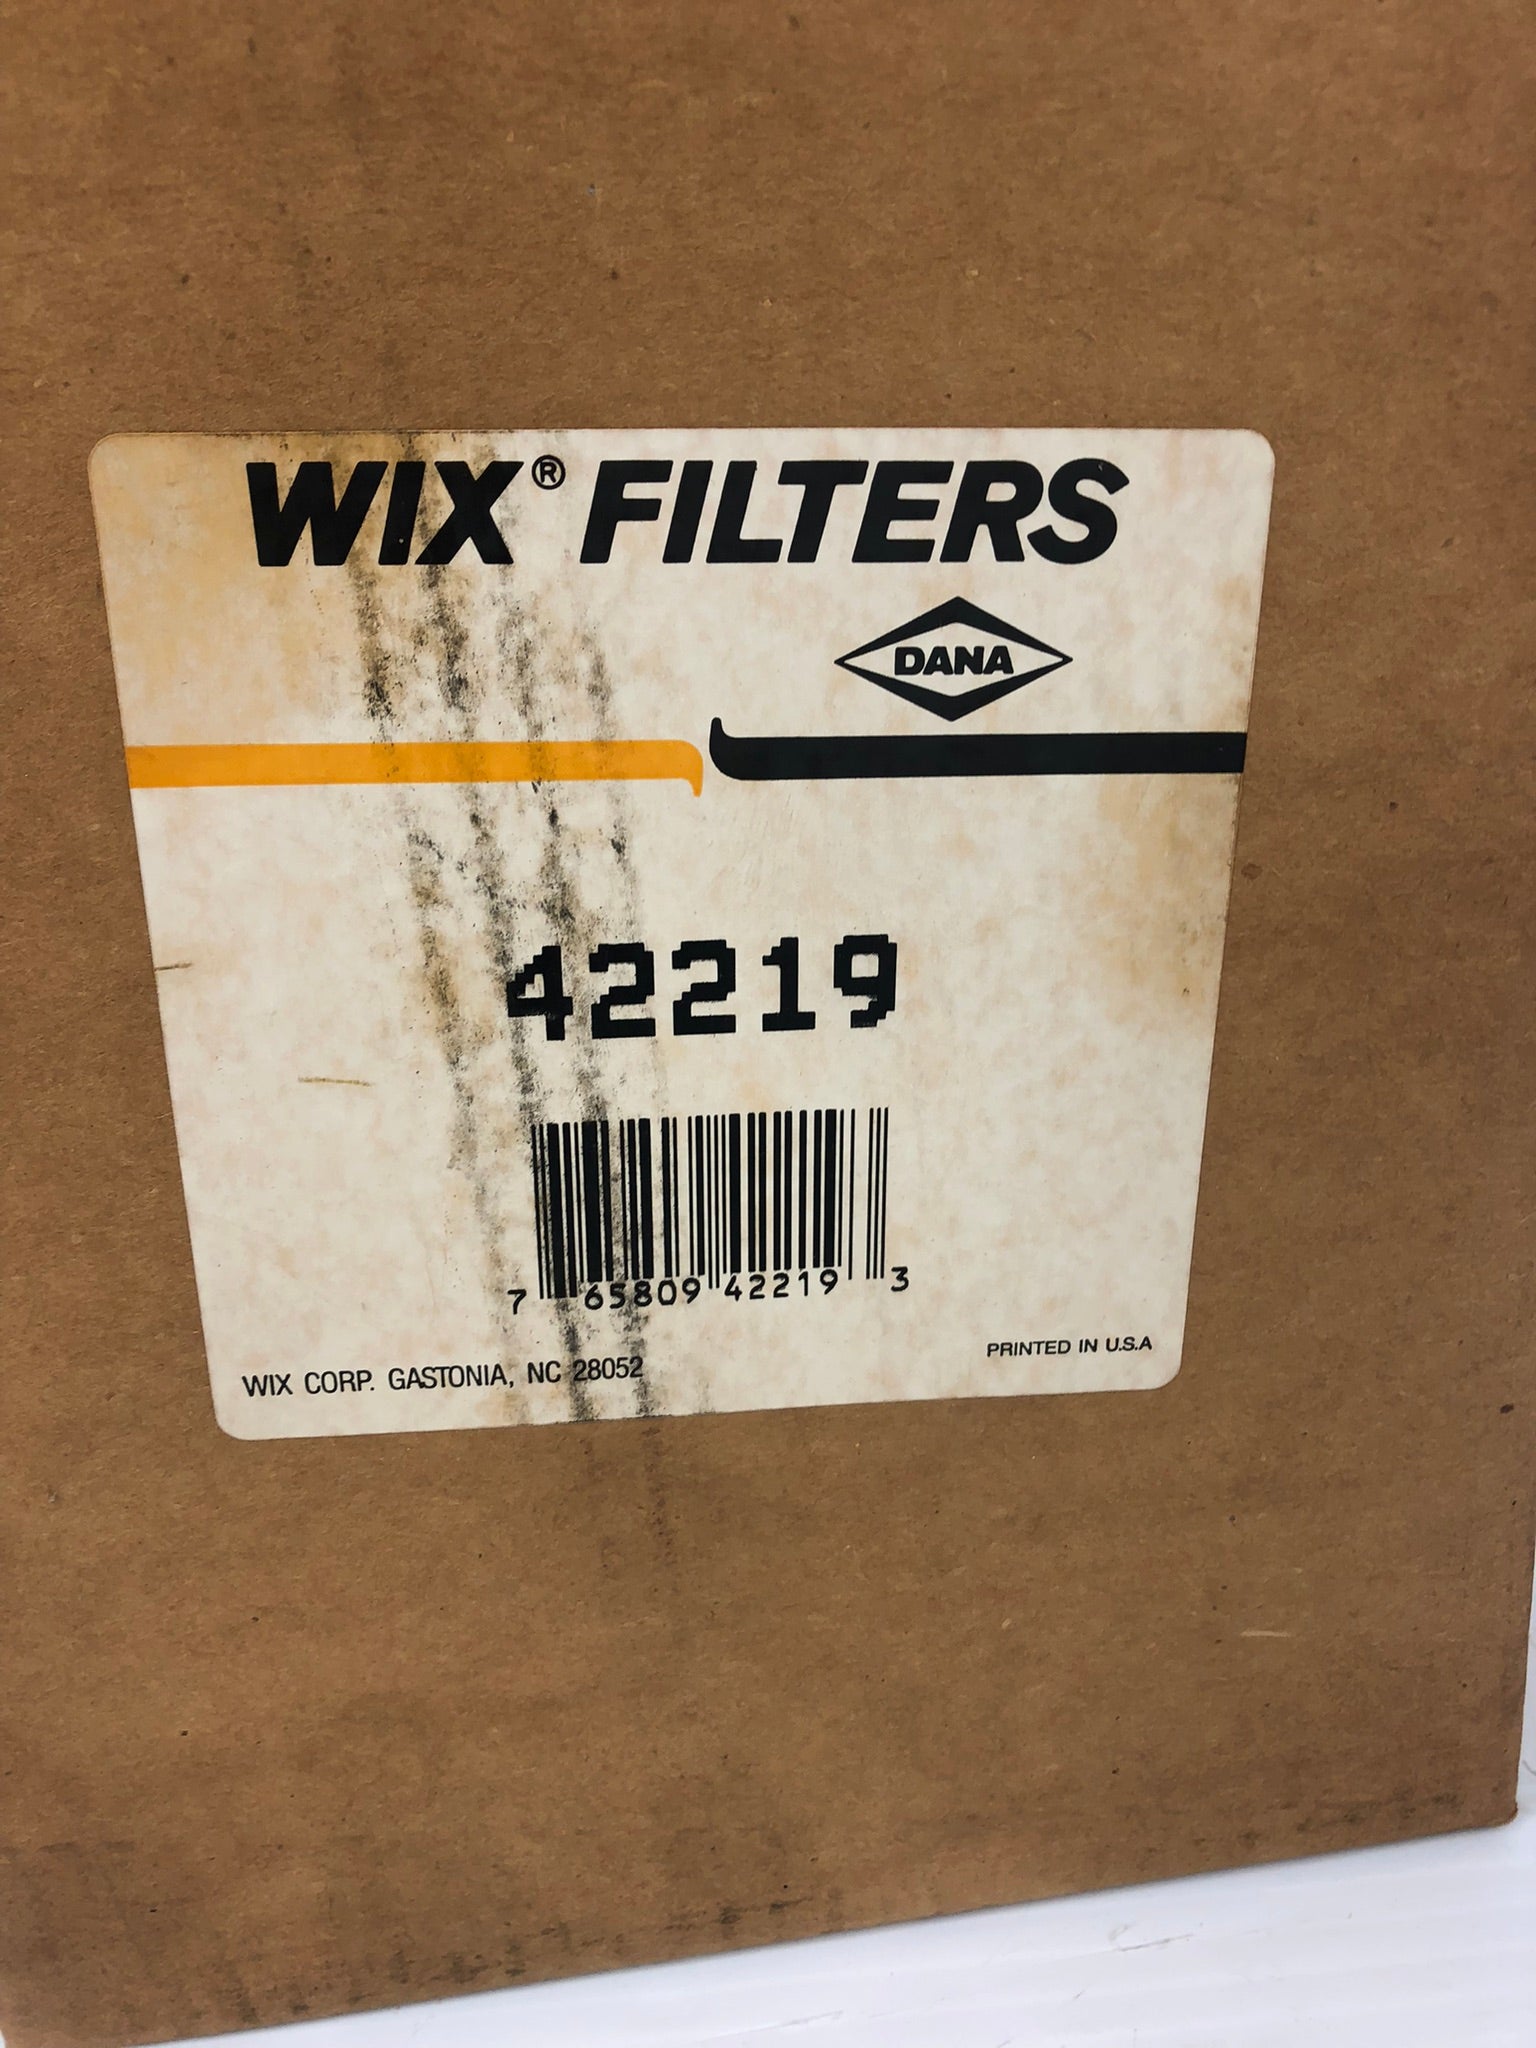 WIX® FILTERS
DANA
42219
7 65809 42219 3
WIX CORP. GASTONIA, NC 28052
PRINTED IN U.S.A